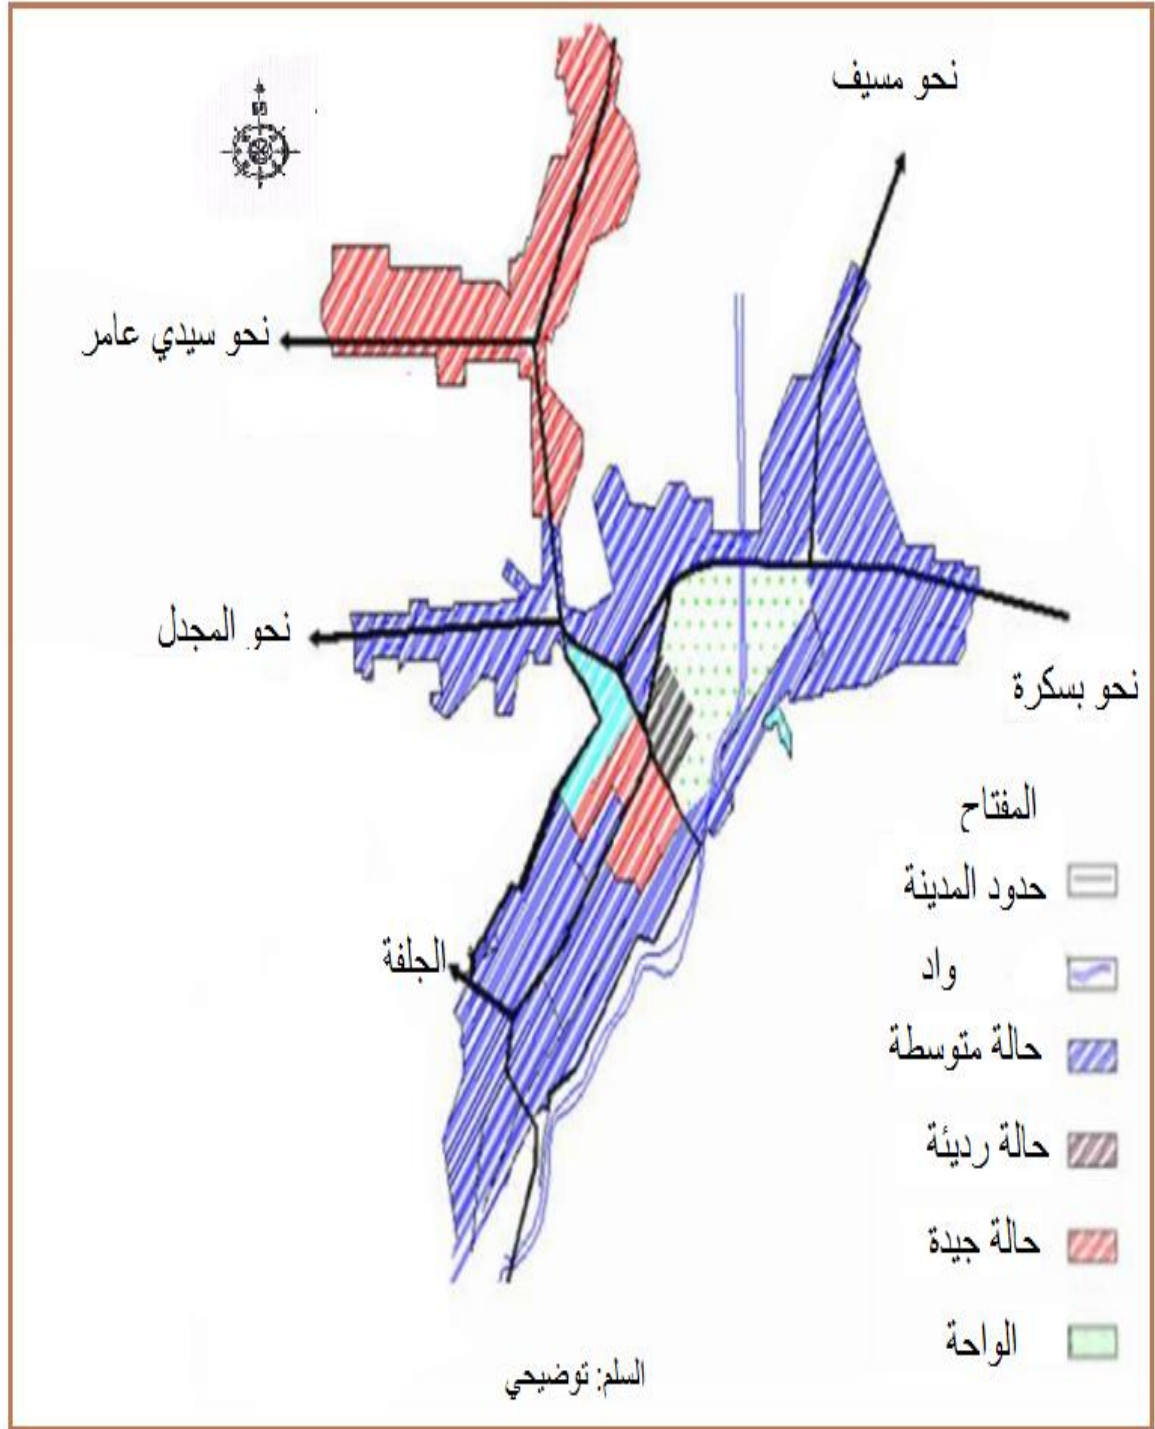 نحو مسيف
نحو سيدي عامر
نحو المجدل
نحو بسكرة
المفتاح
حدود المدينة
واد
الجلفة
حالة متوسطة
حالة رديئة
حالة جيدة
الواحة
السلم: توضيحي